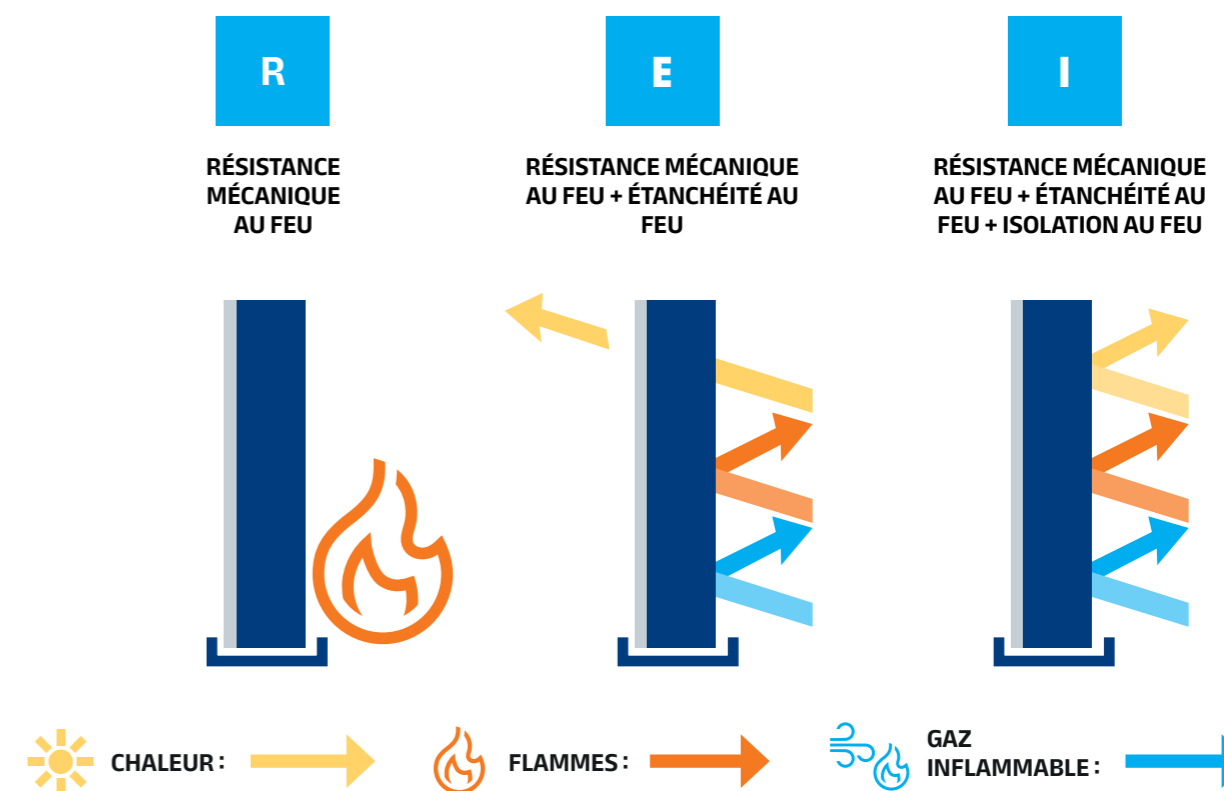 R
RÉSISTANCE
MÉCANIQUE
AU FEU
E
RÉSISTANCE MÉCANIQUE
AU FEU + ÉTANCHÉITÉ AU
FEU
I
RÉSISTANCE MÉCANIQUE
AU FEU + ÉTANCHÉITÉ AU
FEU + ISOLATION AU FEU
CHALEUR :
FLAMMES :
GAZ
INFLAMMABLE :